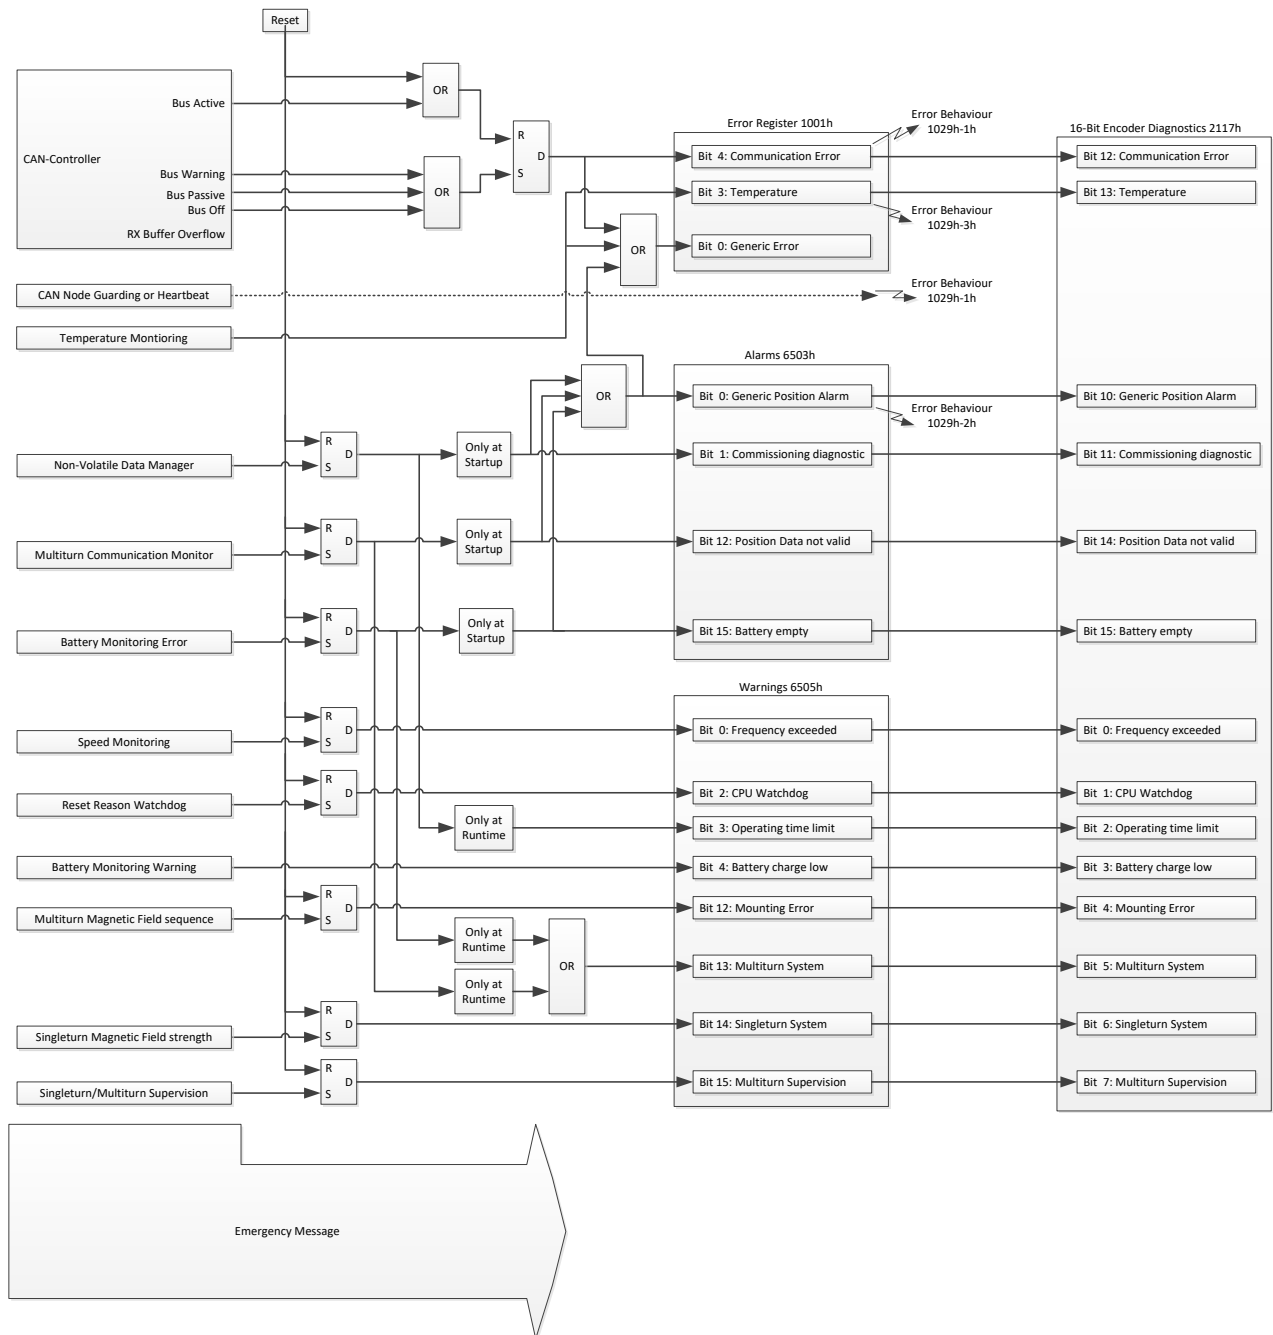 Reset
CAN-Controller
Bus Active
Bus Warning
Bus Passive
Bus Off
RX Buffer Overflow
OR
OR
R
D
S
Error Register 1001h
Bit 4: Communication Error
Bit 3: Temperature
Bit 0: Generic Error
OR
Error Behaviour
1029h-1h
Error Behaviour
1029h-3h
Error Behaviour
1029h-1h
16-Bit Encoder Diagnostics 2117h
Bit 12: Communication Error
Bit 13: Temperature
CAN Node Guarding or Heartbeat
Temperature Montioring
Alarms 6503h
OR
Bit 0: Generic Position Alarm
Error Behaviour
1029h-2h
Bit 10: Generic Position Alarm
Non-Volatile Data Manager
R
D
S
Only at
Startup
Bit 1: Commissioning diagnostic
Bit 11: Commissioning diagnostic
Multiturn Communication Monitor
R
D
S
Only at
Startup
Bit 12: Position Data not valid
Bit 14: Position Data not valid
Battery Monitoring Error
R
D
S
Only at
Startup
Bit 15: Battery empty
Bit 15: Battery empty
Warnings 6505h
Speed Monitoring
R
D
S
Bit 0: Frequency exceeded
Bit 0: Frequency exceeded
Reset Reason Watchdog
R
D
S
Bit 2: CPU Watchdog
Bit 1: CPU Watchdog
Only at
Runtime
Bit 3: Operating time limit
Bit 2: Operating time limit
Battery Monitoring Warning
Bit 4: Battery charge low
Bit 3: Battery charge low
Multiturn Magnetic Field sequence
R
D
S
Bit 12: Mounting Error
Bit 4: Mounting Error
Only at
Runtime
Only at
Runtime
OR
Bit 13: Multiturn System
Bit 5: Multiturn System
Singleturn Magnetic Field strength
R
D
S
Bit 14: Singleturn System
Bit 6: Singleturn System
Singleturn/Multiturn Supervision
R
D
S
Bit 15: Multiturn Supervision
Bit 7: Multiturn Supervision
Emergency Message